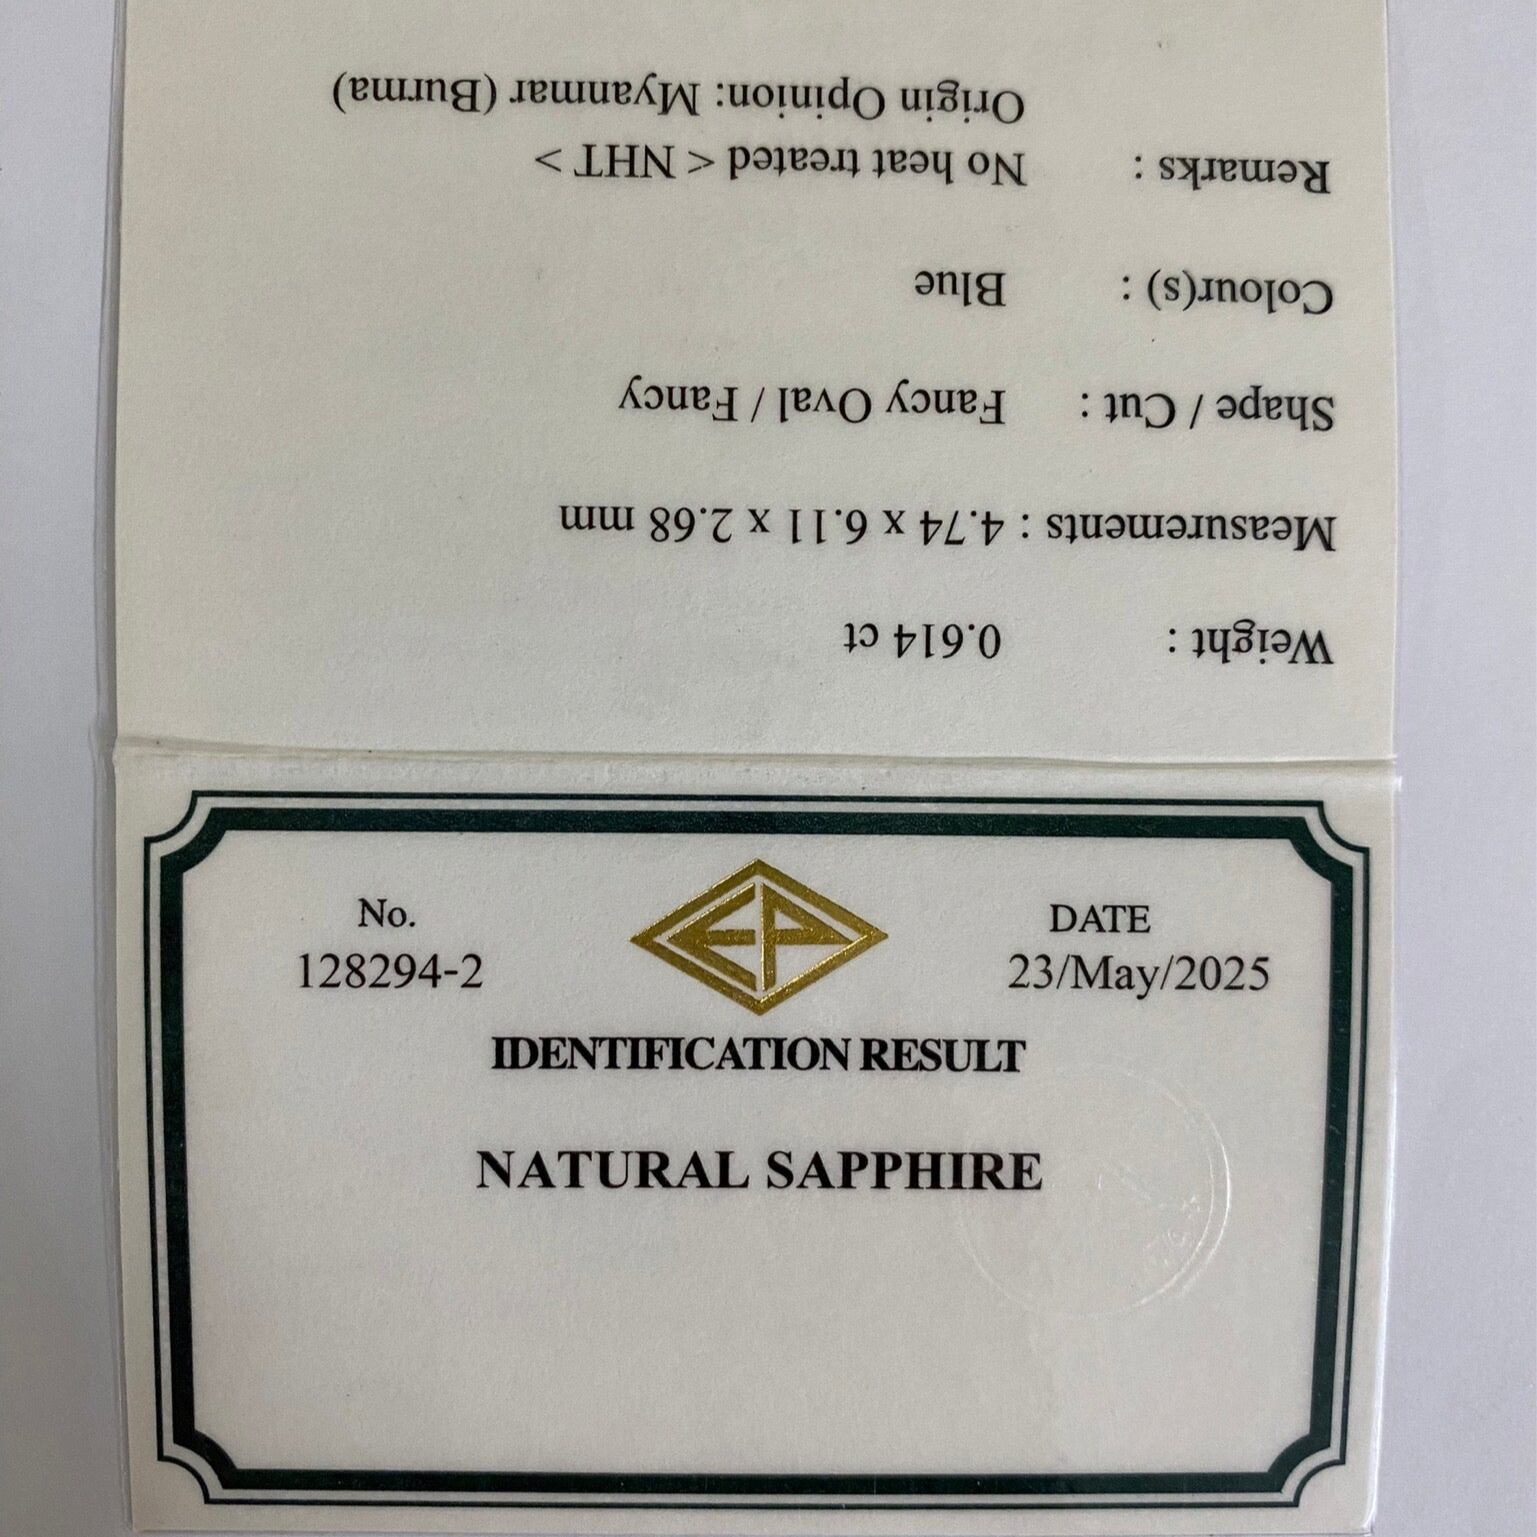 No.
128294-2
EP
DATE
23/May/2025
IDENTIFICATION RESULT
NATURAL SAPPHIRE
Weight : 0.614 ct
Measurements : 4.74 x 6.11 x 2.68 mm
Shape / Cut : Fancy Oval / Fancy
Colour(s) : Blue
Remarks : No heat treated < NHT >
Origin Opinion: Myanmar (Burma)